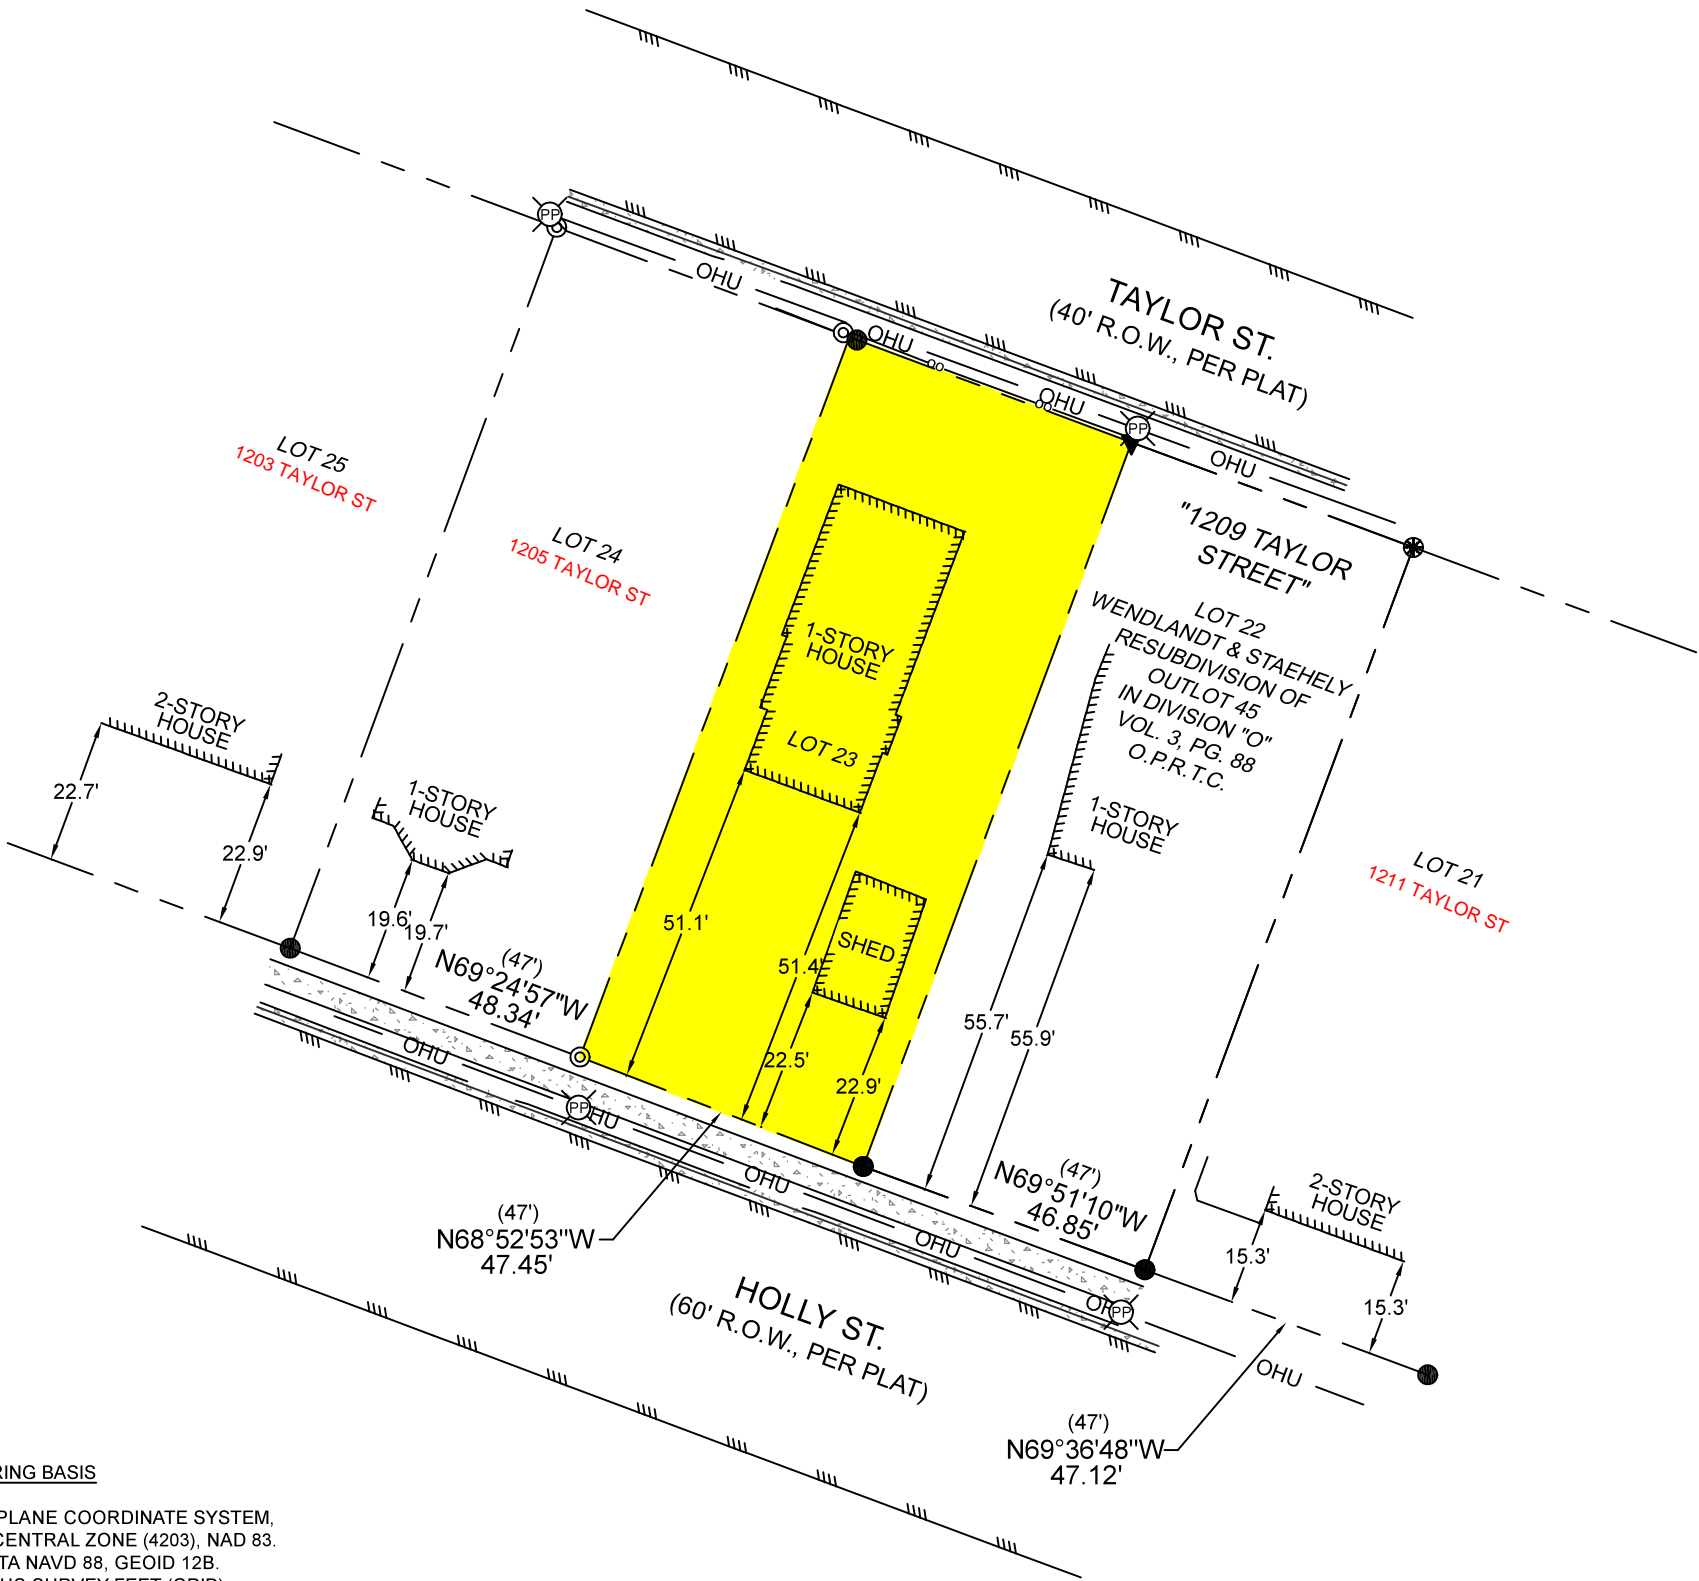 OHU
PP
OHU
OHU
PP
OHU
TAYLOR ST.
(40' R.O.W., PER PLAT)
LOT 25
1203 TAYLOR ST
LOT 24
1205 TAYLOR ST
"1209 TAYLOR
STREET"
LOT 22
WENDLANDT & STAEHELY
RESUBDIVISION OF
OUTLOT 45
IN DIVISION "O"
VOL. 3, PG. 88
O.P.R.T.C.
1-STORY
HOUSE
LOT 23
2-STORY
HOUSE
22.7'
22.9'
1-STORY
HOUSE
19.6'
19.7'
1-STORY
HOUSE
LOT 21
1211 TAYLOR ST
51.1'
51.4'
SHED
22.5'
22.9'
55.7'
55.9'
(47')
N69°24'57"W
48.34'
OHU
PP
HU
OHU
OHU
(47')
N69°51'10"W
46.85'
2-STORY
HOUSE
15.3'
15.3'
PP
OHU
(47')
N68°52'53"W
47.45'
HOLLY ST.
(60' R.O.W., PER PLAT)
(47')
N69°36'48"W
47.12'
RING BASIS
PLANE COORDINATE SYSTEM,
CENTRAL ZONE (4203), NAD 83.
TA NAVD 88, GEOID 12B.
US SURVEY FEET (GRID)